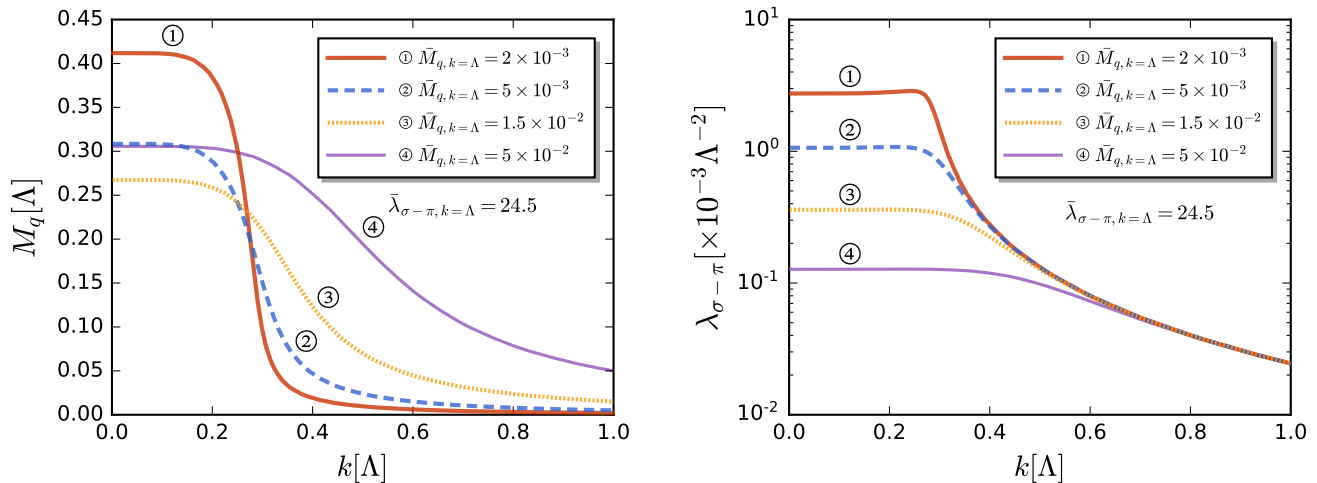 0.45
0.40
0.35
0.30
0.25
0.20
0.15
0.10
0.05
0.00
M_q[Λ]
0.0 0.2 0.4 0.6 0.8 1.0
k[Λ]
① M̄_{q,k=Λ} = 2 × 10⁻³
② M̄_{q,k=Λ} = 5 × 10⁻³
③ M̄_{q,k=Λ} = 1.5 × 10⁻²
④ M̄_{q,k=Λ} = 5 × 10⁻²
λ̄_{σ−π,k=Λ} = 24.5
①
④
③
②
10¹
10⁰
10⁻¹
10⁻²
λ_{σ−π}[×10⁻³Λ⁻²]
0.0 0.2 0.4 0.6 0.8 1.0
k[Λ]
① M̄_{q,k=Λ} = 2 × 10⁻³
② M̄_{q,k=Λ} = 5 × 10⁻³
③ M̄_{q,k=Λ} = 1.5 × 10⁻²
④ M̄_{q,k=Λ} = 5 × 10⁻²
λ̄_{σ−π,k=Λ} = 24.5
①
②
③
④